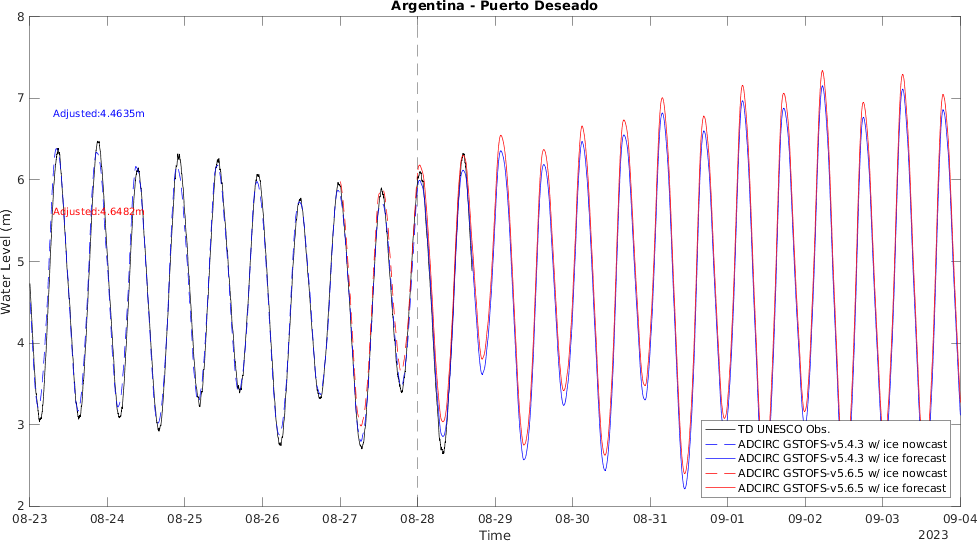 Argentina - Puerto Deseado
8
7
6
5
4
3
2
Water Level (m)
Adjusted:4.4635m
Adjusted:4.6482m
TD UNESCO Obs.
ADCIRC GSTOFS-v5.4.3 w/ ice nowcast
ADCIRC GSTOFS-v5.4.3 w/ ice forecast
ADCIRC GSTOFS-v5.6.5 w/ ice nowcast
ADCIRC GSTOFS-v5.6.5 w/ ice forecast
08-23 08-24 08-25 08-26 08-27 08-28 08-29 08-30 08-31 09-01 09-02 09-03 09-04
Time
2023